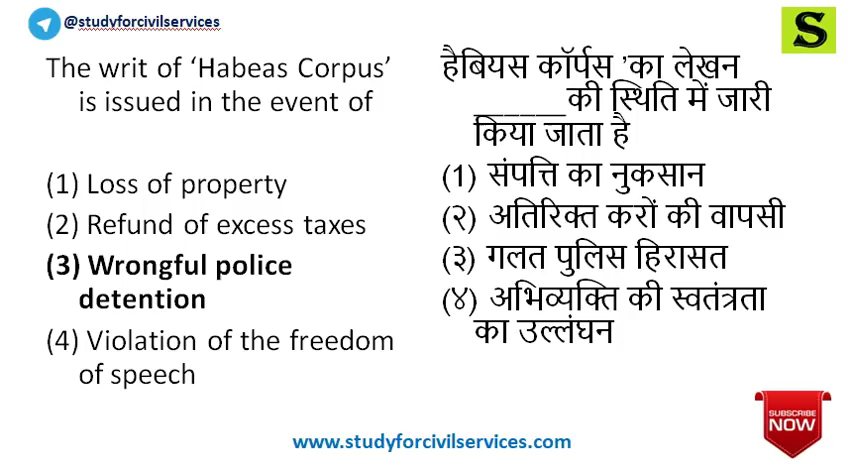 @studyforcivilservices
S
The writ of ‘Habeas Corpus’
is issued in the event of
(1) Loss of property
(2) Refund of excess taxes
(3) Wrongful police
detention
(4) Violation of the freedom
of speech
हैबियस कॉर्पस 'का लेखन
______की स्थिति में जारी
किया जाता है
(1) संपत्ति का नुकसान
(२) अतिरिक्त करों की वापसी
(३) गलत पुलिस हिरासत
(४) अभिव्यक्ति की स्वतंत्रता
का उल्लंघन
SUBSCRIBE
NOW
www.studyforcivilservices.com